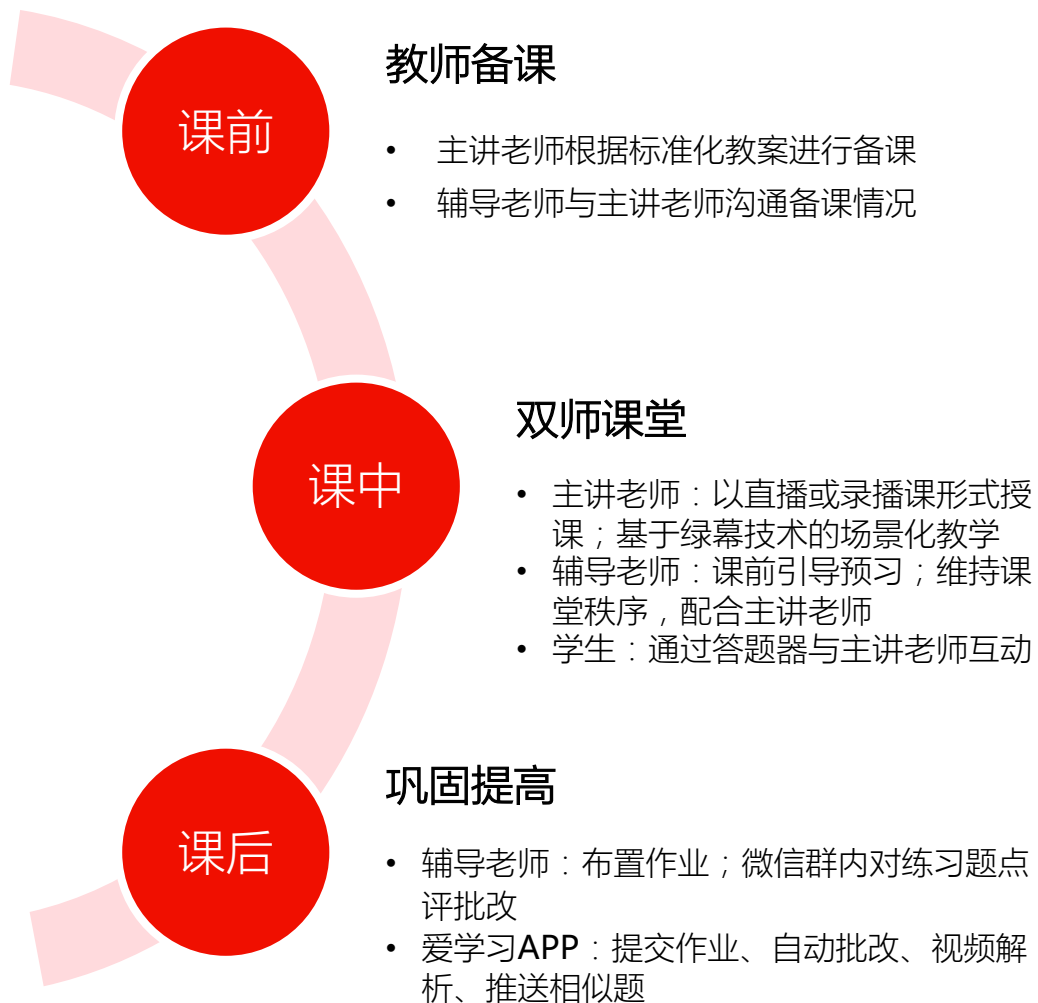 课前
教师备课
• 主讲老师根据标准化教案进行备课
• 辅导老师与主讲老师沟通备课情况
课中
双师课堂
• 主讲老师：以直播或录播课形式授
课；基于绿幕技术的场景化教学
• 辅导老师：课前引导预习；维持课
堂秩序，配合主讲老师
• 学生：通过答题器与主讲老师互动
课后
巩固提高
• 辅导老师：布置作业；微信群内对练习题点
评批改
• 爱学习APP：提交作业、自动批改、视频解
析、推送相似题